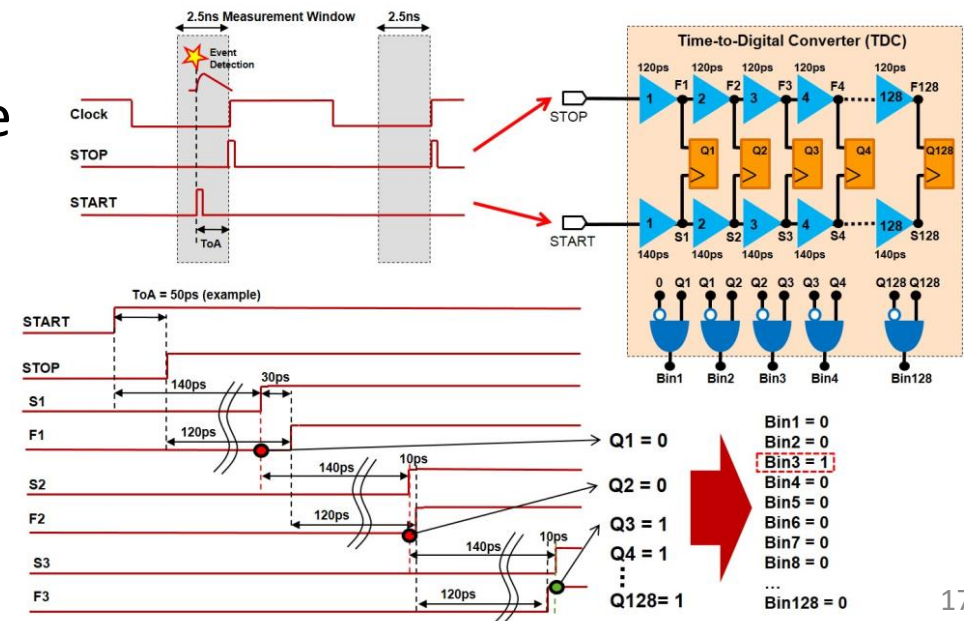 2.5ns Measurement Window
2.5ns
Event
Detection
Clock
STOP
START
ToA
e
STOP
START
Time-to-Digital Converter (TDC)
120ps 120ps 120ps 120ps 120ps
1 F1 2 F2 3 F3 4 F4 128 F128
Q1 Q2 Q3 Q4 Q128
1 S1 2 S2 3 S3 4 S4 128 S128
140ps 140ps 140ps 140ps 140ps
0 Q1 Q1 Q2 Q2 Q3 Q3 Q4 Q128 Q128
Bin1 Bin2 Bin3 Bin4 Bin128
ToA = 50ps (example)
START
STOP
140ps 30ps
S1
120ps
F1
140ps 10ps
S2
120ps
F2
140ps 10ps
S3
120ps
F3
Q1 = 0
Q2 = 0
Q3 = 1
Q4 = 1
Q128= 1
Bin1 = 0
Bin2 = 0
Bin3 = 1
Bin4 = 0
Bin5 = 0
Bin6 = 0
Bin7 = 0
Bin8 = 0
...
Bin128 = 0
17